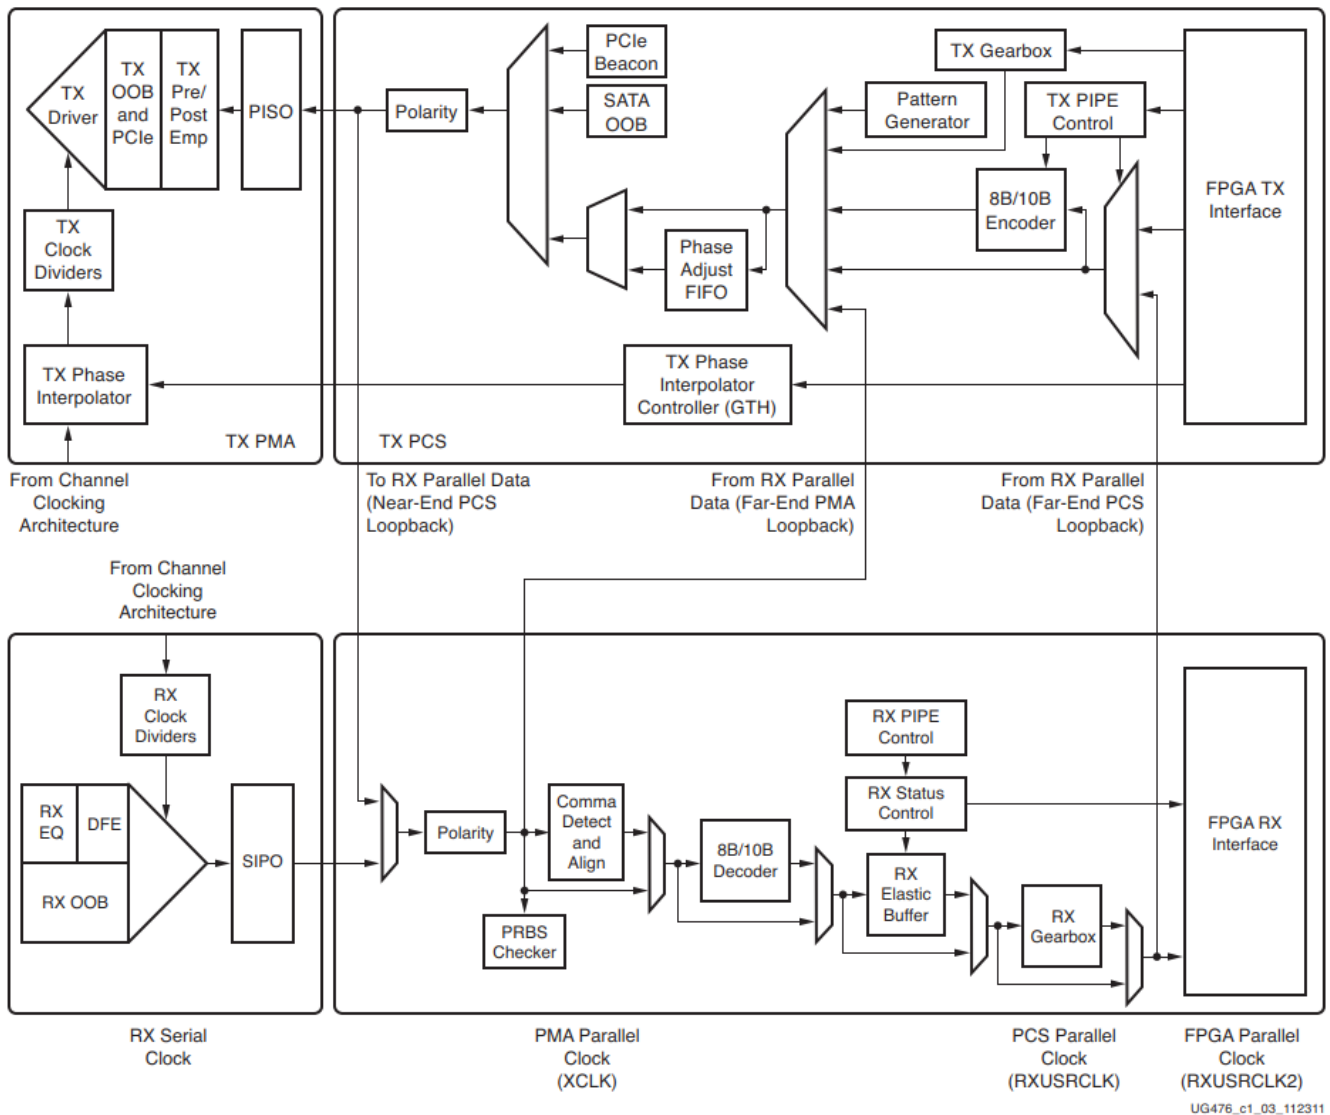 TX
Driver
TX
OOB
and
PCIe
TX
Pre/
Post
Emp
PISO
Polarity
PCIe
Beacon
SATA
OOB
TX Gearbox
Pattern
Generator
TX PIPE
Control
FPGA TX
Interface
8B/10B
Encoder
Phase
Adjust
FIFO
TX
Clock
Dividers
TX Phase
Interpolator
TX Phase
Interpolator
Controller (GTH)
TX PMA
TX PCS
From Channel
Clocking
Architecture
To RX Parallel Data
(Near-End PCS
Loopback)
From RX Parallel
Data (Far-End PMA
Loopback)
From RX Parallel
Data (Far-End PCS
Loopback)
From Channel
Clocking
Architecture
RX
Clock
Dividers
RX
EQ
DFE
RX OOB
SIPO
Polarity
Comma
Detect
and
Align
PRBS
Checker
8B/10B
Decoder
RX PIPE
Control
RX Status
Control
RX
Elastic
Buffer
RX
Gearbox
FPGA RX
Interface
RX Serial
Clock
PMA Parallel
Clock
(XCLK)
PCS Parallel
Clock
(RXUSRCLK)
FPGA Parallel
Clock
(RXUSRCLK2)
UG476_c1_03_112311